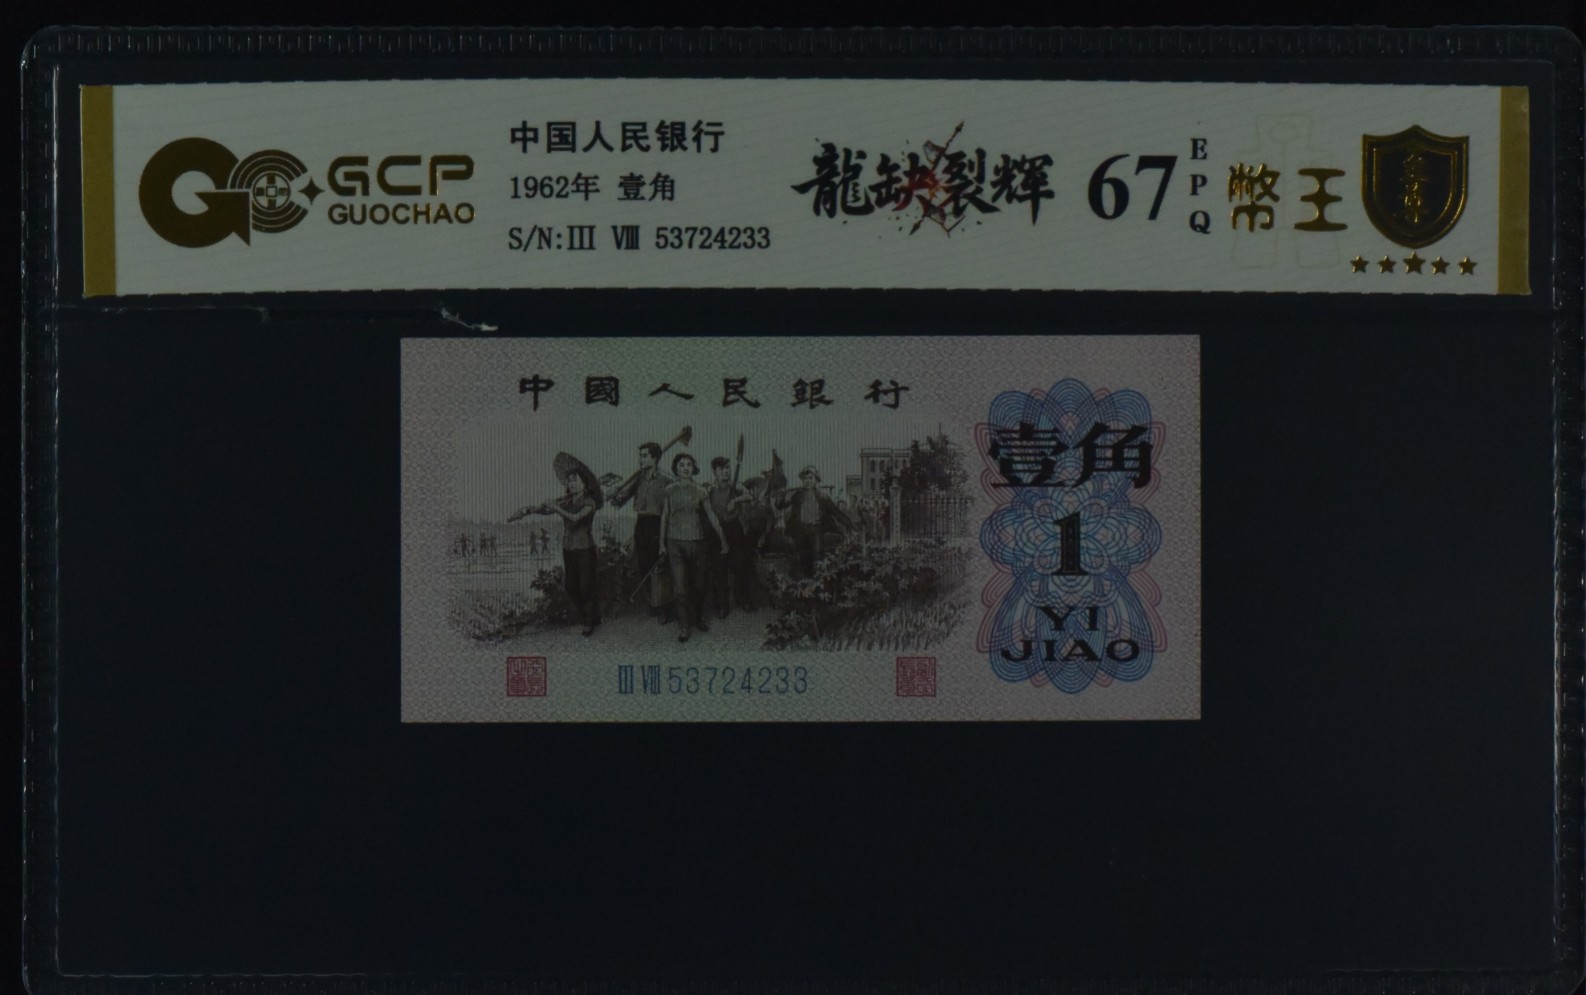 GCP
GUOCHAO
中国人民银行
1962年 壹角
S/N:III VIII 53724233
龍缺裂辉
67
EPQ
幣王
中國人民銀行
壹角
1
YI
JIAO
III VIII 53724233